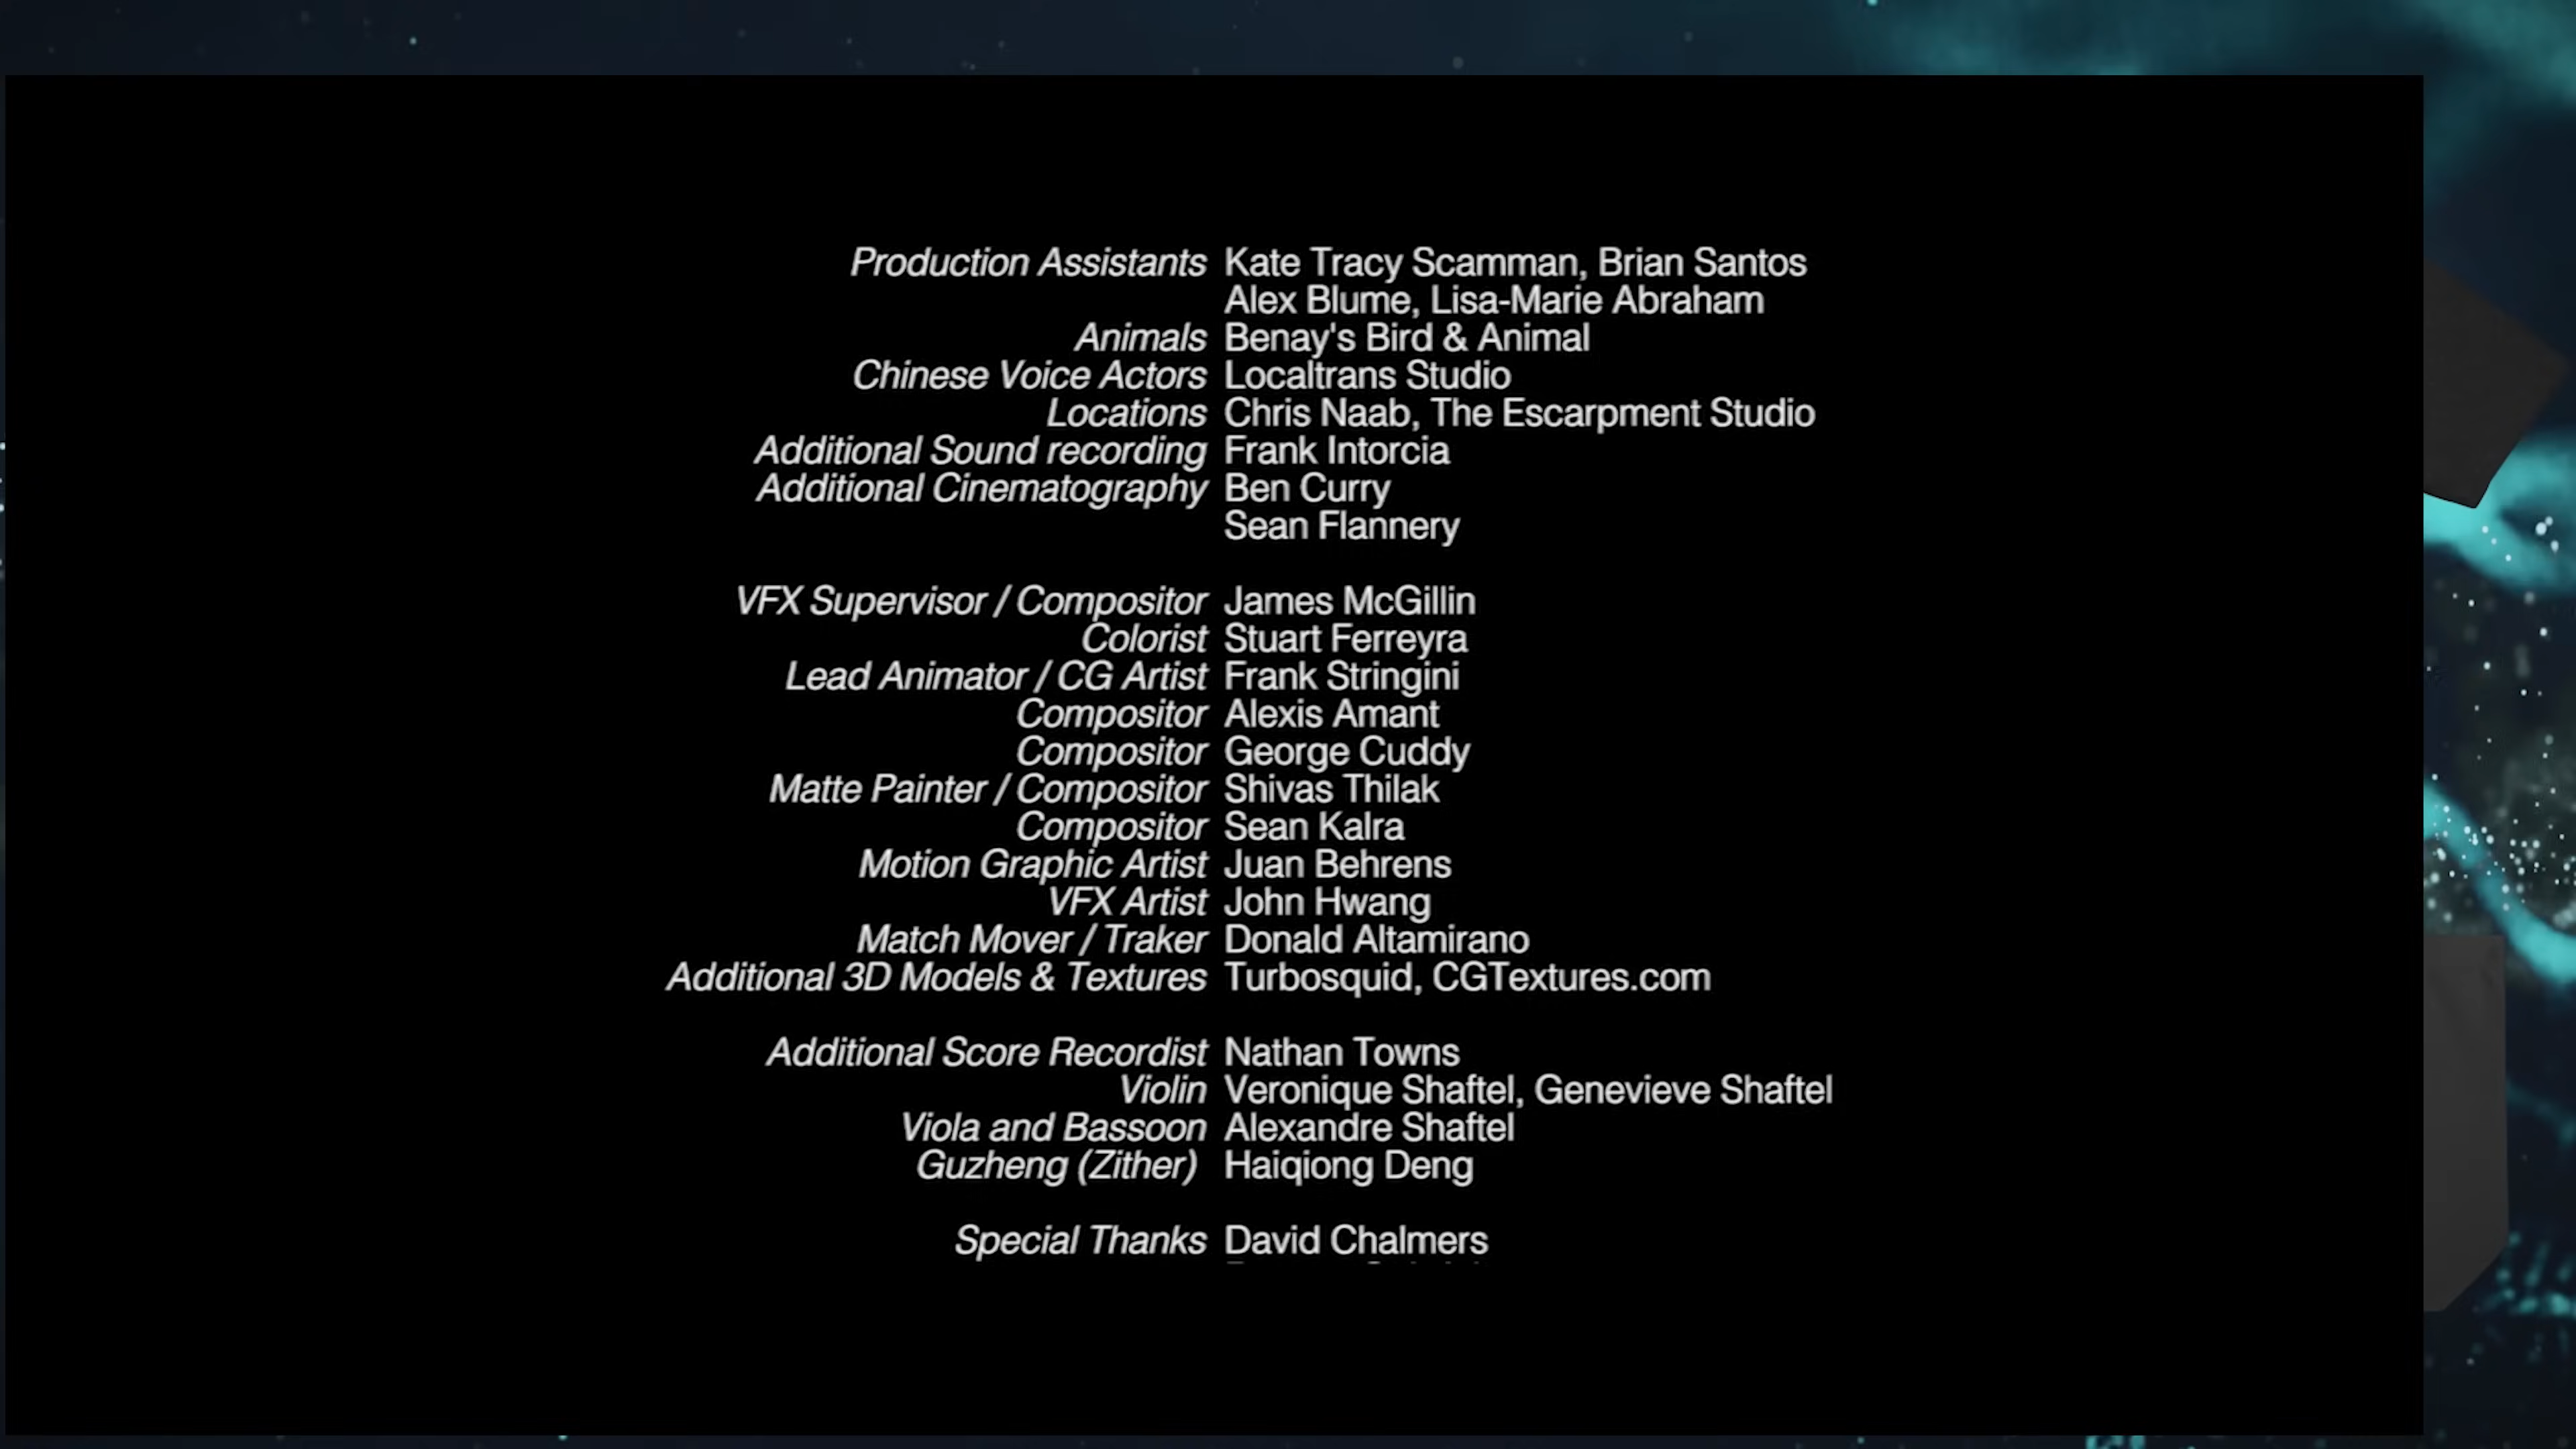 Production Assistants Kate Tracy Scamman, Brian Santos
Alex Blume, Lisa-Marie Abraham
Animals Benay's Bird & Animal
Chinese Voice Actors Localtrans Studio
Locations Chris Naab, The Escarpment Studio
Additional Sound recording Frank Intorcia
Additional Cinematography Ben Curry
Sean Flannery
VFX Supervisor / Compositor James McGillin
Colorist Stuart Ferreyra
Lead Animator / CG Artist Frank Stringini
Compositor Alexis Amant
Compositor George Cuddy
Matte Painter / Compositor Shivas Thilak
Compositor Sean Kalra
Motion Graphic Artist Juan Behrens
VFX Artist John Hwang
Match Mover / Traker Donald Altamirano
Additional 3D Models & Textures Turbosquid, CGTextures.com
Additional Score Recordist Nathan Towns
Violin Veronique Shaftel, Genevieve Shaftel
Viola and Bassoon Alexandre Shaftel
Guzheng (Zither) Haiqiong Deng
Special Thanks David Chalmers